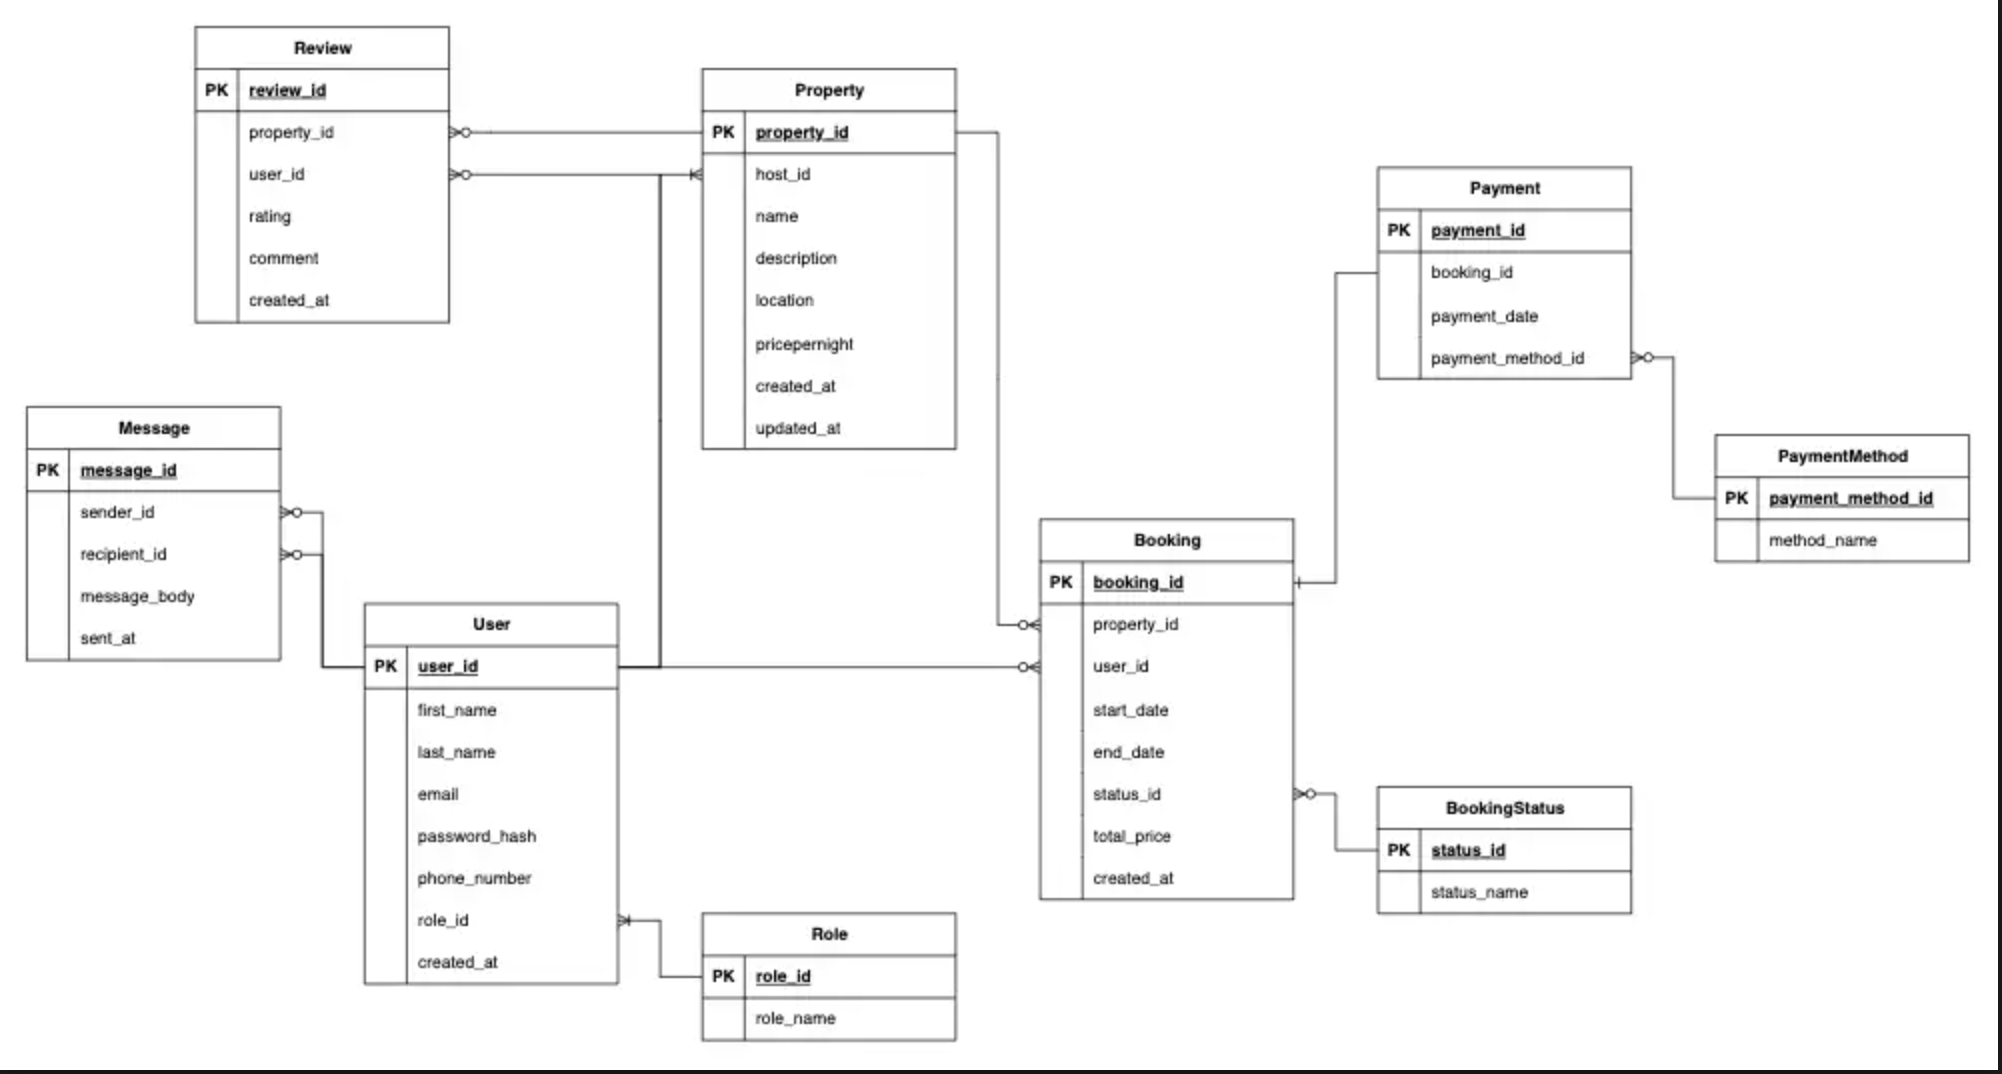 Review
PK review_id
property_id
user_id
rating
comment
created_at
Property
PK property_id
host_id
name
description
location
pricepernight
created_at
updated_at
Payment
PK payment_id
booking_id
payment_date
payment_method_id
Message
PK message_id
sender_id
recipient_id
message_body
sent_at
PaymentMethod
PK payment_method_id
method_name
Booking
PK booking_id
property_id
user_id
start_date
end_date
status_id
total_price
created_at
User
PK user_id
first_name
last_name
email
password_hash
phone_number
role_id
created_at
BookingStatus
PK status_id
status_name
Role
PK role_id
role_name